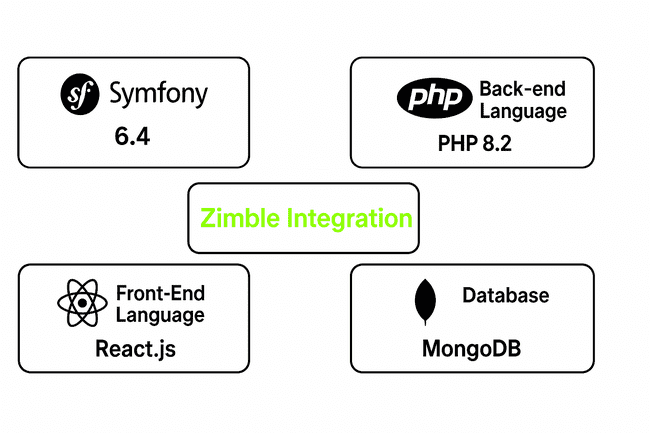 sf Symfony
6.4
php Back-end
Language
PHP 8.2
Zimble Integration
Front-End
Language
React.js
Database
MongoDB